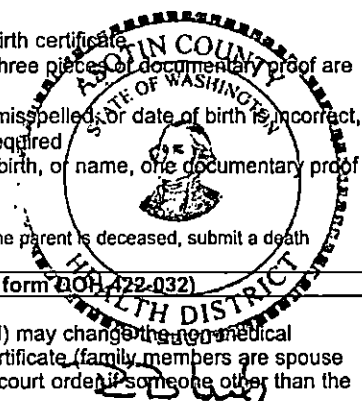 irth certificate
hree pieces of documentary proof are
misspelled, or date of birth is incorrect,
equired
birth, or name, one documentary proof
he parent is deceased, submit a death
form DOH 422-032)
l) may change the non-medical
rtificate (family members are spouse
court order if someone other than the
ASOTIN COUNTY
STATE OF WASHINGTON
HEALTH DISTRICT